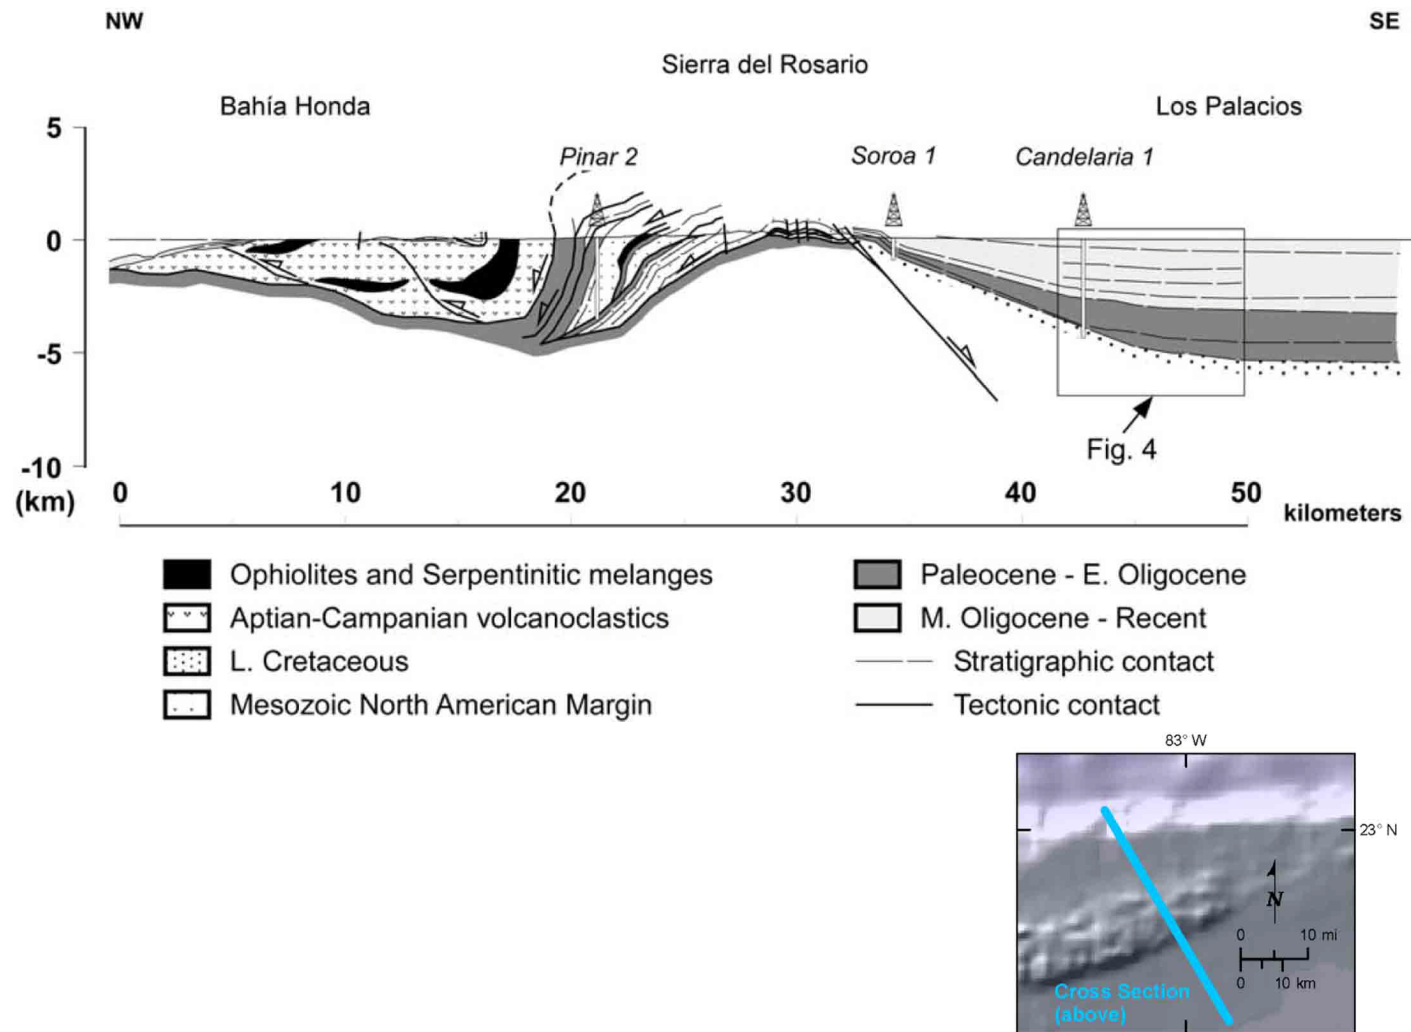 NW
SE
Sierra del Rosario
Bahía Honda
Los Palacios
Pinar 2
Soroa 1
Candelaria 1
5
0
-5
-10
(km)
Fig. 4
0 10 20 30 40 50
kilometers
Ophiolites and Serpentinitic melanges
Aptian-Campanian volcanoclastics
L. Cretaceous
Mesozoic North American Margin
Paleocene - E. Oligocene
M. Oligocene - Recent
Stratigraphic contact
Tectonic contact
83° W
23° N
N
0 10 mi
0 10 km
Cross Section
(above)